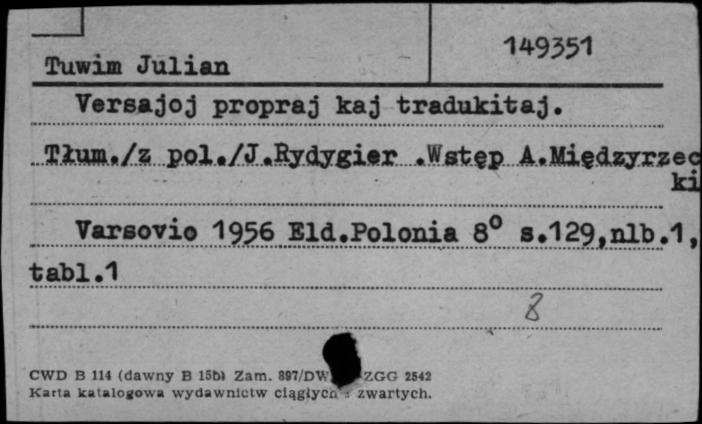 149351
Tuwim Julian
Versajoj propraj kaj tradukitaj.
Tłum./z pol./J.Rydygier .Wstęp A.Międzyrzec
ki
Varsovio 1956 Eld.Polonia 8° s.129,nlb.1,
tabl.1
8
CWD B 114 (dawny B 15b) Zam. 897/DW ZGG 2542
Karta katalogowa wydawnictw ciągłych i zwartych.